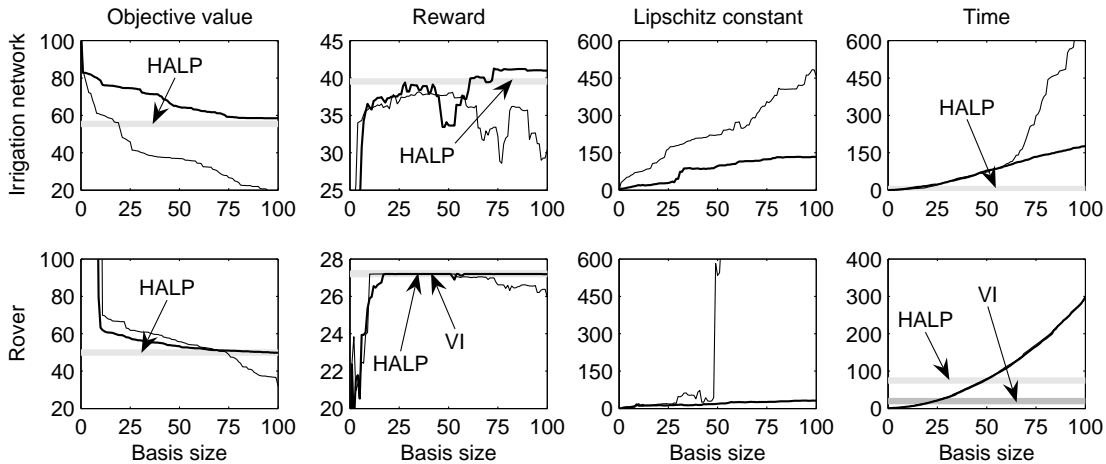 Objective value Reward Lipschitz constant Time
Irrigation network
100
80
60
40
20
HALP
0 25 50 75 100
45
40
35
30
25
HALP
0 25 50 75 100
600
450
300
150
0
0 25 50 75 100
600
450
300
150
0
HALP
0 25 50 75 100
Rover
100
80
60
40
20
HALP
0 25 50 75 100
Basis size
28
26
24
22
20
HALP
VI
0 25 50 75 100
Basis size
600
450
300
150
0
0 25 50 75 100
Basis size
400
300
200
100
0
VI
HALP
0 25 50 75 100
Basis size